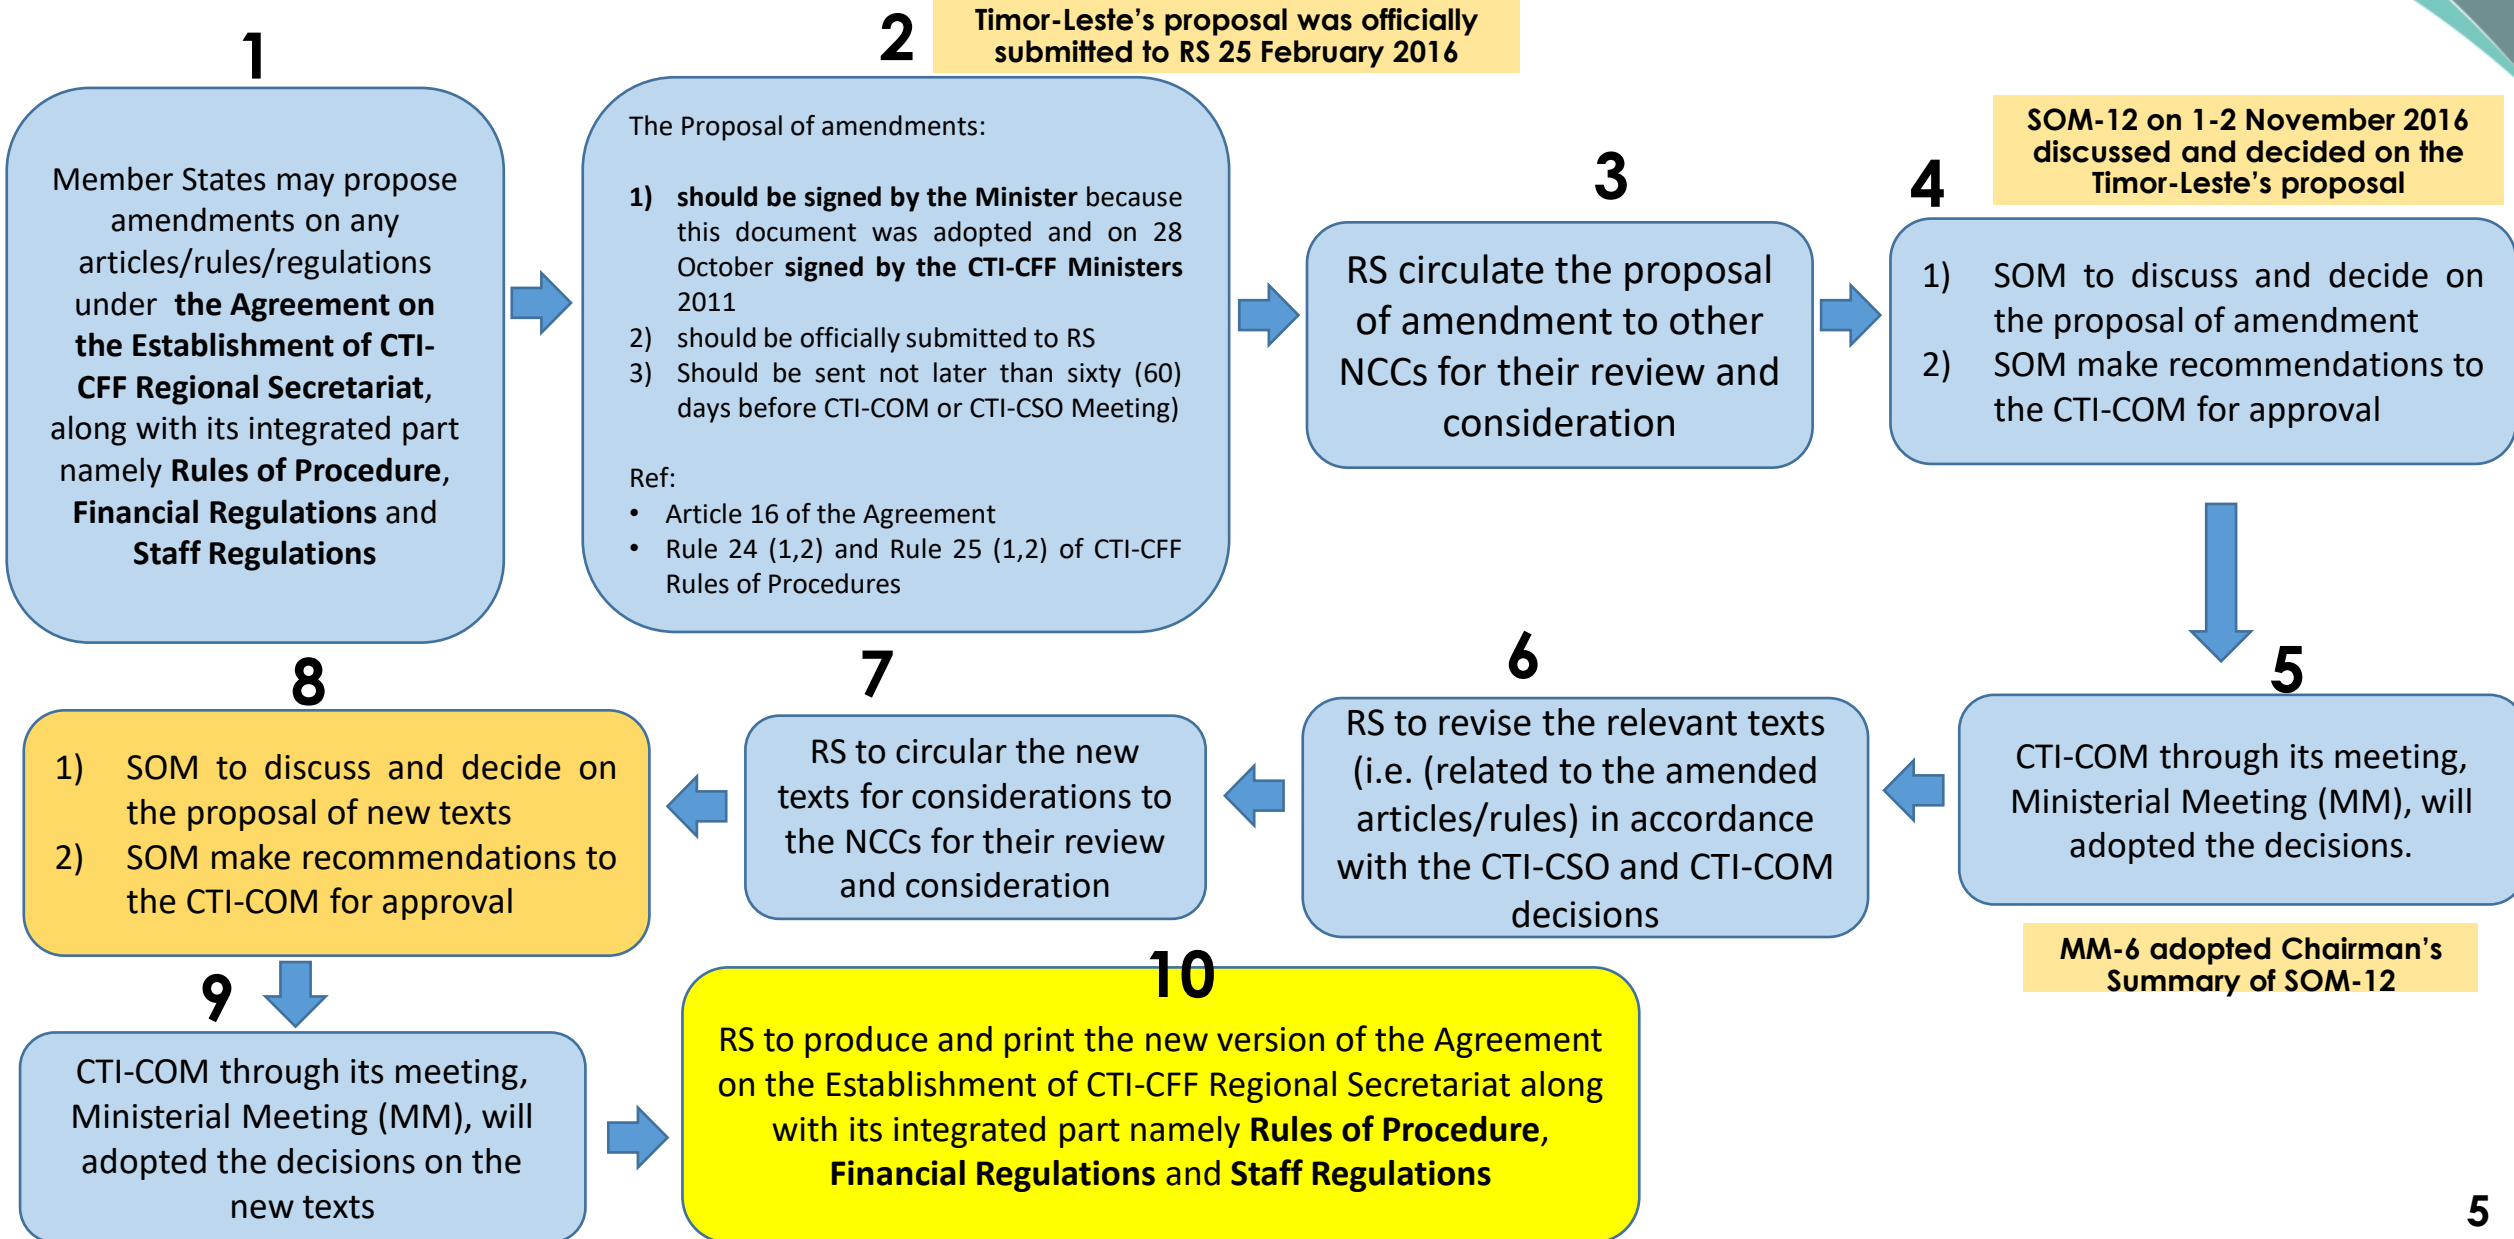 1
Member States may propose
amendments on any
articles/rules/regulations
under the Agreement on
the Establishment of CTI-
CFF Regional Secretariat,
along with its integrated part
namely Rules of Procedure,
Financial Regulations and
Staff Regulations
2
Timor-Leste’s proposal was officially
submitted to RS 25 February 2016
The Proposal of amendments:
1) should be signed by the Minister because
this document was adopted and on 28
October signed by the CTI-CFF Ministers
2011
2) should be officially submitted to RS
3) Should be sent not later than sixty (60)
days before CTI-COM or CTI-CSO Meeting)
Ref:
• Article 16 of the Agreement
• Rule 24 (1,2) and Rule 25 (1,2) of CTI-CFF
Rules of Procedures
3
RS circulate the proposal
of amendment to other
NCCs for their review and
consideration
4
SOM-12 on 1-2 November 2016
discussed and decided on the
Timor-Leste’s proposal
1) SOM to discuss and decide on
the proposal of amendment
2) SOM make recommendations to
the CTI-COM for approval
5
CTI-COM through its meeting,
Ministerial Meeting (MM), will
adopted the decisions.
MM-6 adopted Chairman’s
Summary of SOM-12
6
RS to revise the relevant texts
(i.e. (related to the amended
articles/rules) in accordance
with the CTI-CSO and CTI-COM
decisions
7
RS to circular the new
texts for considerations to
the NCCs for their review
and consideration
8
1) SOM to discuss and decide on
the proposal of new texts
2) SOM make recommendations to
the CTI-COM for approval
9
CTI-COM through its meeting,
Ministerial Meeting (MM), will
adopted the decisions on the
new texts
10
RS to produce and print the new version of the Agreement
on the Establishment of CTI-CFF Regional Secretariat along
with its integrated part namely Rules of Procedure,
Financial Regulations and Staff Regulations
5